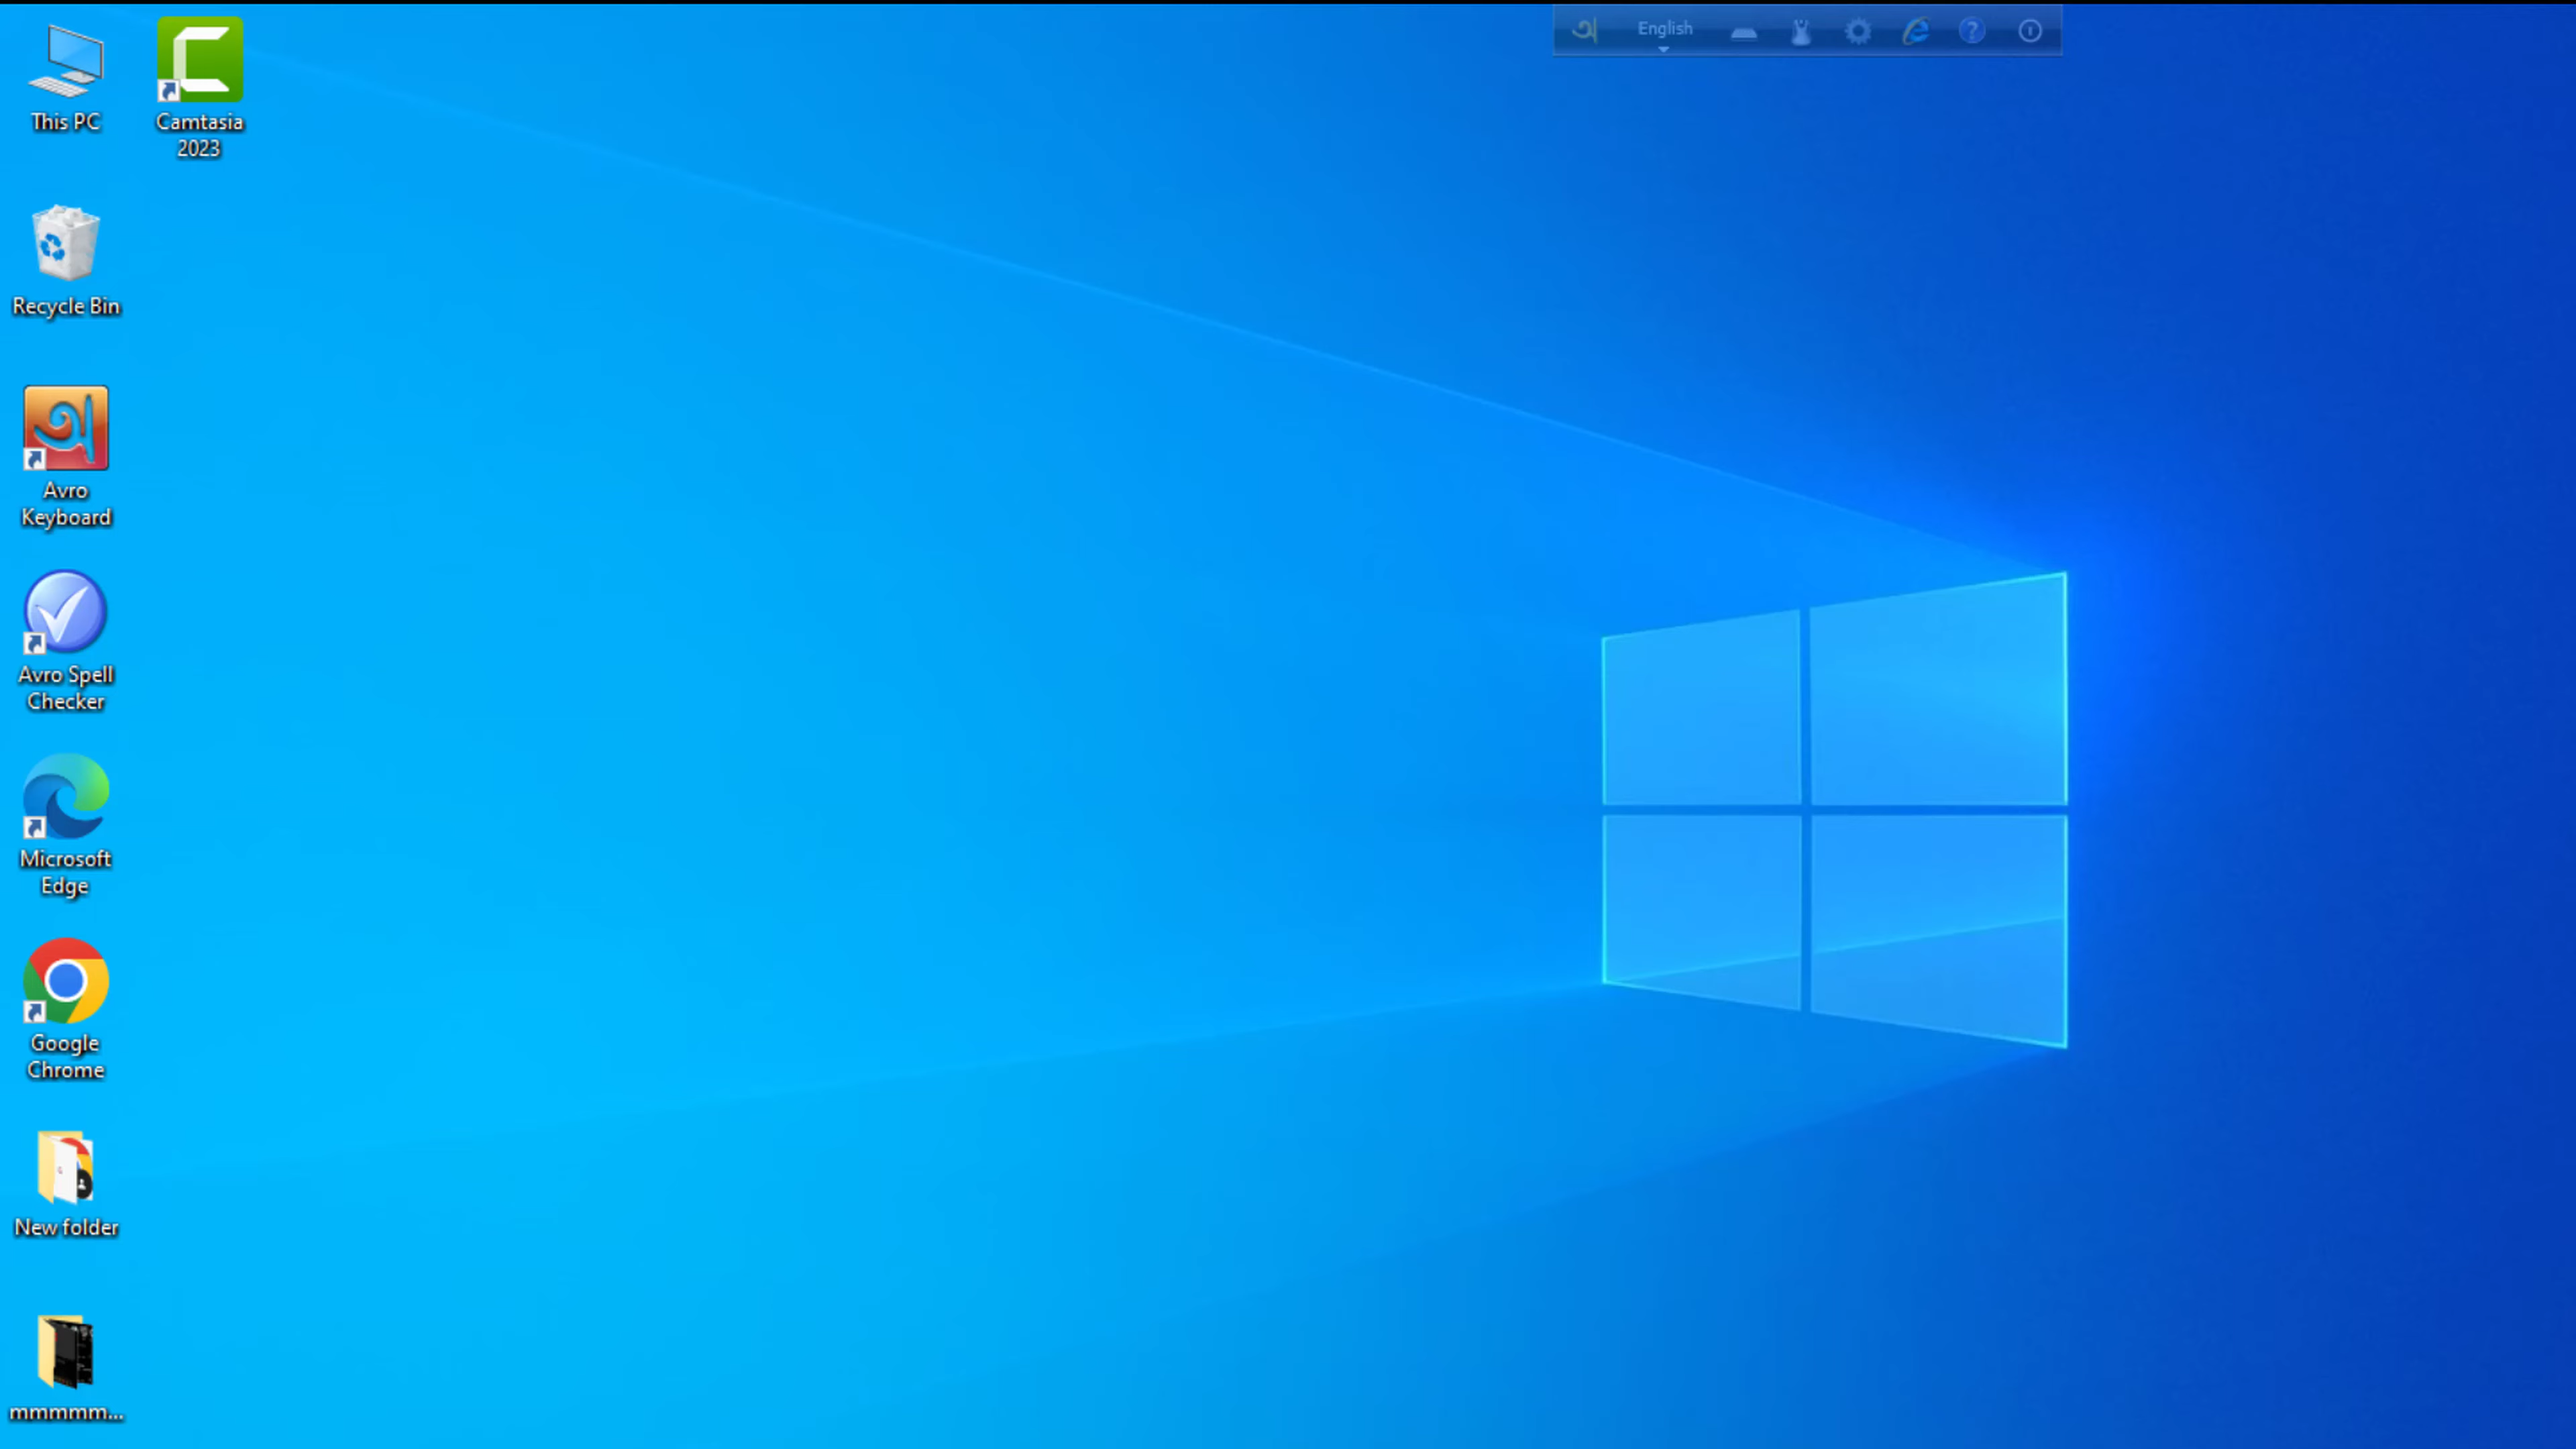 This PC
Camtasia
2023
Recycle Bin
Avro
Keyboard
Avro Spell
Checker
Microsoft
Edge
Google
Chrome
New folder
mmmmm...
অ
English
?